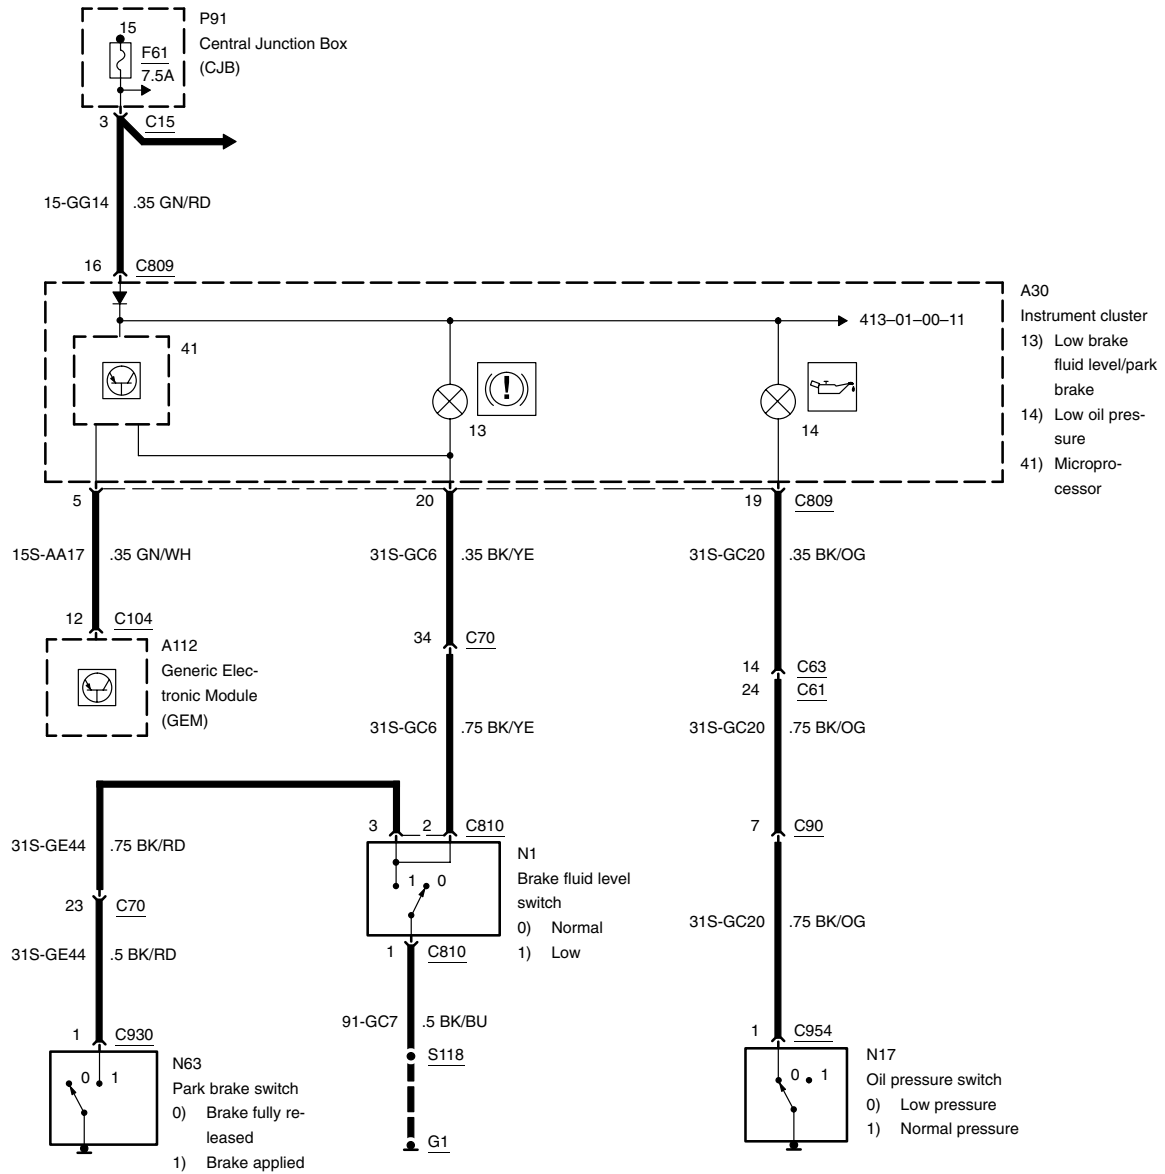 P91
Central Junction Box
(CJB)
15
F61
7.5A
3
C15
15-GG14
.35 GN/RD
16
C809
A30
Instrument cluster
13) Low brake
fluid level/park
brake
14) Low oil pres-
sure
41) Micropro-
cessor
41
413–01–00–11
!
13
14
5
20
19
C809
15S-AA17
.35 GN/WH
31S-GC6
.35 BK/YE
31S-GC20
.35 BK/OG
12
C104
A112
Generic Elec-
tronic Module
(GEM)
34
C70
14
C63
24
C61
31S-GC6
.75 BK/YE
31S-GC20
.75 BK/OG
3
2
C810
7
C90
31S-GE44
.75 BK/RD
1
0
N1
Brake fluid level
switch
0) Normal
1) Low
23
C70
31S-GC20
.75 BK/OG
31S-GE44
.5 BK/RD
1
C810
91-GC7
.5 BK/BU
1
C930
S118
1
C954
N63
Park brake switch
0) Brake fully re-
leased
1) Brake applied
0
1
G1
0
1
N17
Oil pressure switch
0) Low pressure
1) Normal pressure